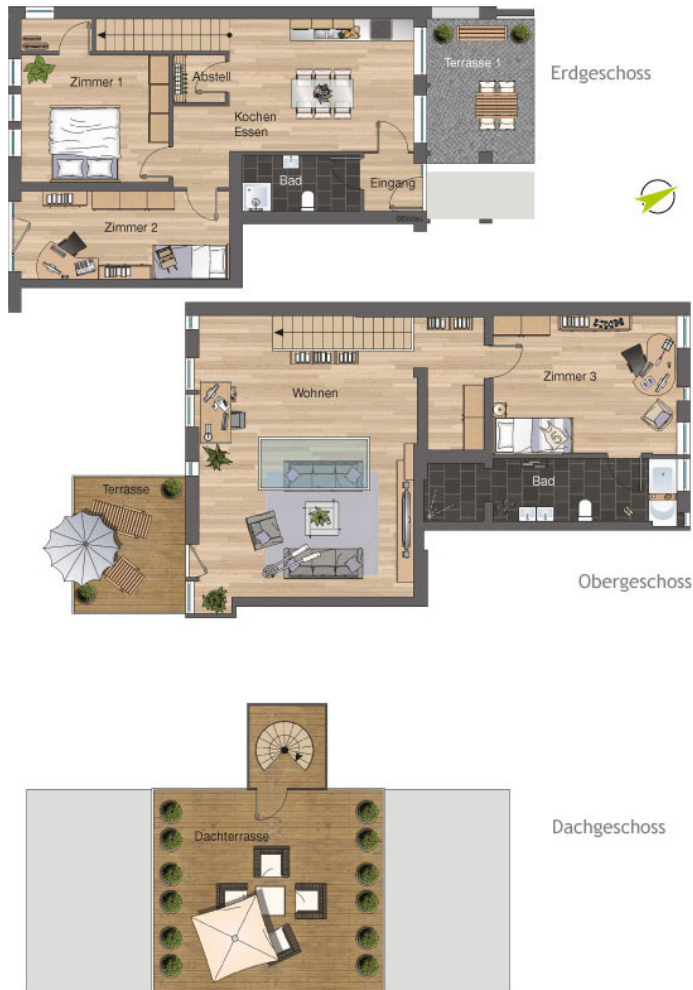 Erdgeschoss
Terrasse 1
Zimmer 1
Abstell
Kochen
Essen
Bad
Eingang
Zimmer 2
Wohnen
Zimmer 3
Terrasse
Bad
Obergeschoss
Dachgeschoss
Dachterrasse